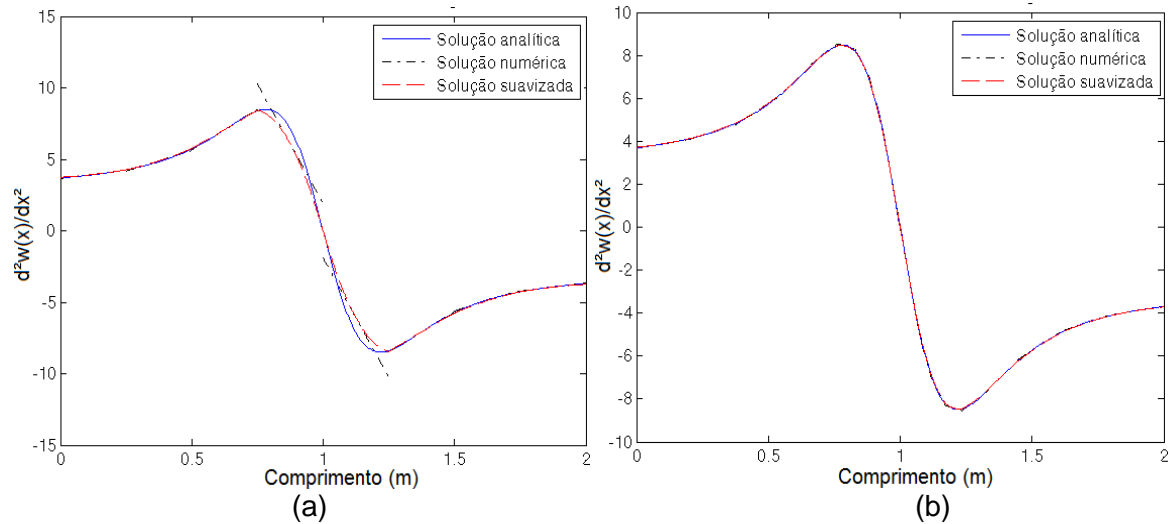 15
10
5
0
-5
-10
-15
0
0.5
1
1.5
2
d²w(x)/dx²
Comprimento (m)
Solução analítica
Solução numérica
Solução suavizada
(a)
10
8
6
4
2
0
-2
-4
-6
-8
-10
0
0.5
1
1.5
2
d²w(x)/dx²
Comprimento (m)
Solução analítica
Solução numérica
Solução suavizada
(b)